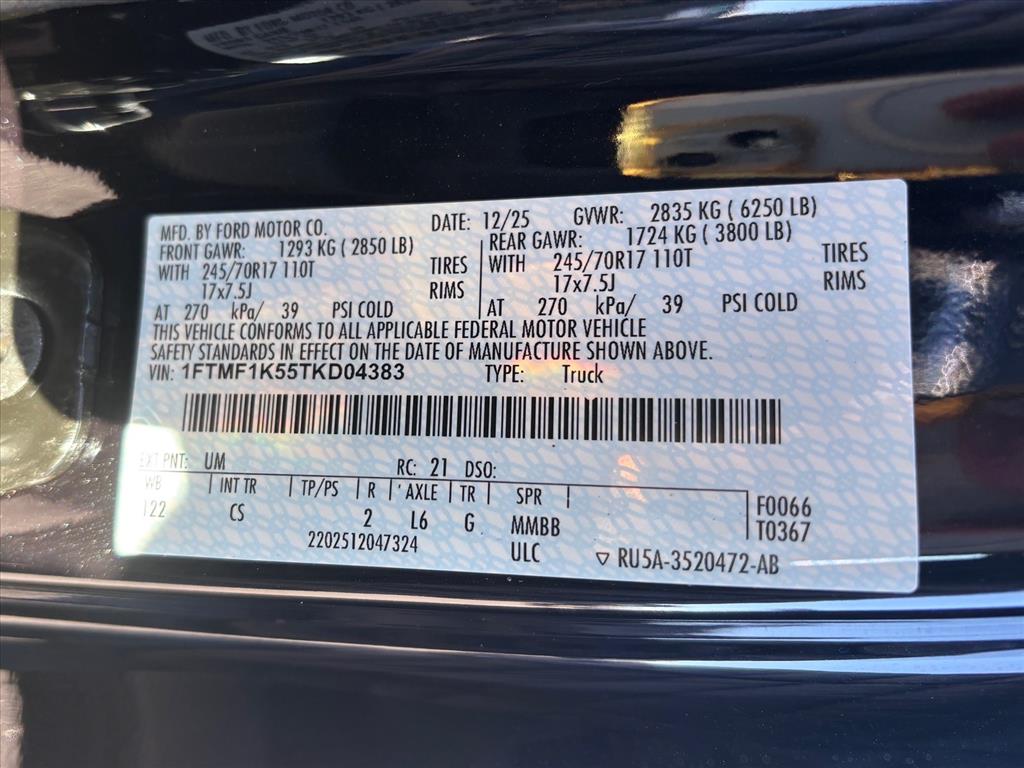 MFD. BY FORD MOTOR CO. DATE: 12/25 GVWR: 2835 KG ( 6250 LB)
FRONT GAWR: 1293 KG ( 2850 LB) REAR GAWR: 1724 KG ( 3800 LB)
WITH 245/70R17 110T TIRES WITH 245/70R17 110T TIRES
17x7.5J RIMS 17x7.5J RIMS
AT 270 kPa/ 39 PSI COLD AT 270 kPa/ 39 PSI COLD
THIS VEHICLE CONFORMS TO ALL APPLICABLE FEDERAL MOTOR VEHICLE
SAFETY STANDARDS IN EFFECT ON THE DATE OF MANUFACTURE SHOWN ABOVE.
VIN: 1FTMF1K55TKD04383 TYPE: Truck
EXT PNT: UM RC: 21 DSO:
WB INT TR TP/PS R AXLE TR SPR F0066
122 CS 2 L6 G MMBB T0367
2202512047324 ULC ▽ RU5A-3520472-AB